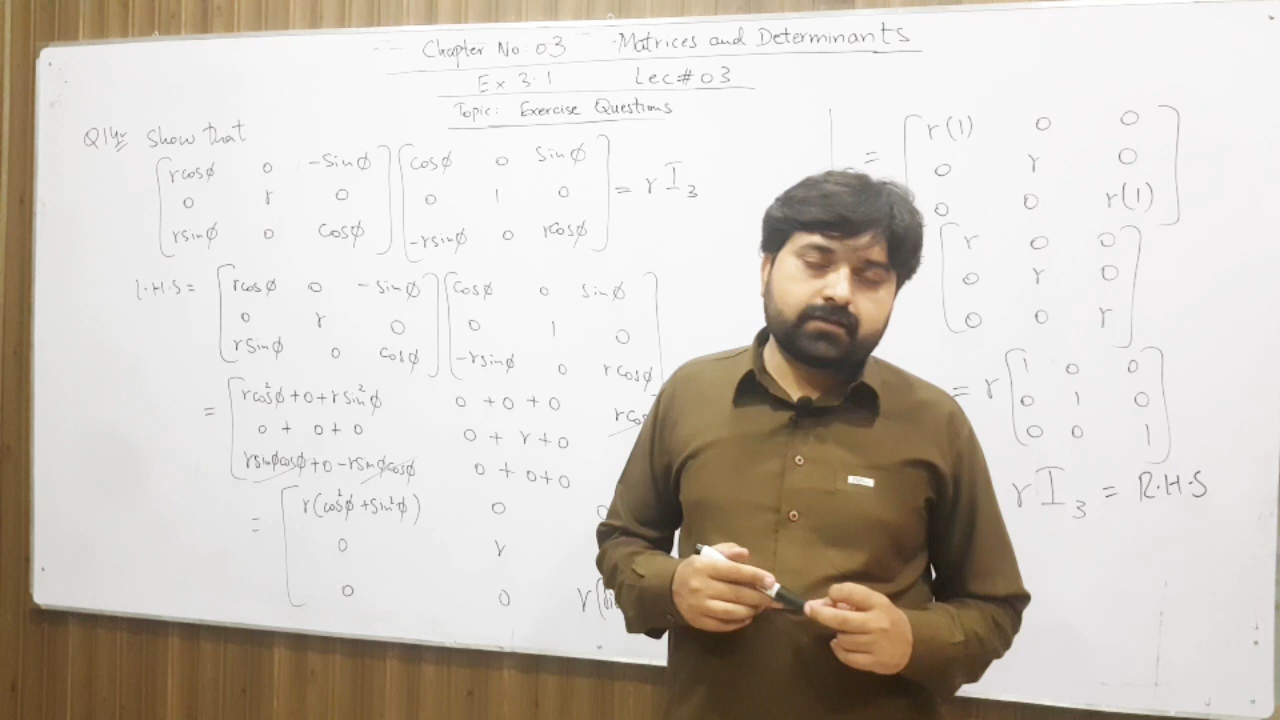 Chapter No: 03 Matrices and Determinants
Ex 3.1 Lec# 03
Topic: Exercise Questions
Q14 Show that
[rcosϕ 0 -Sinϕ] [cosϕ 0 Sinϕ]
[0 r 0] [0 1 0] = r I₃
[rsinϕ 0 cosϕ] [-rsinϕ 0 rcosϕ]
L.H.S = [rcosϕ 0 -Sinϕ] [Cosϕ 0 Sinϕ]
[0 r 0] [0 1 0]
[rSinϕ 0 cosϕ] [-rsinϕ 0 rcosϕ]
= [rcos²ϕ+0+rsin²ϕ 0+0+0
0+0+0 0+r+0
rsinϕcosϕ+0-rsinϕcosϕ 0+0+0
= [r(cos²ϕ+Sin²ϕ) 0 0
0 r
0 0
= [r(1) 0 0]
[0 r 0]
[0 0 r(1)]
[r 0 0]
[0 r 0]
[0 0 r]
= r [1 0 0]
[0 1 0]
[0 0 1]
r I₃ = R.H.S